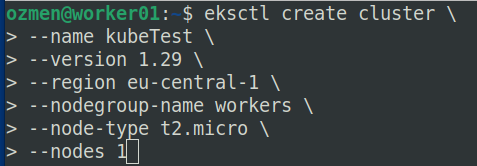 ozmen@worker01:~$ eksctl create cluster \
> --name kubeTest \
> --version 1.29 \
> --region eu-central-1 \
> --nodegroup-name workers \
> --node-type t2.micro \
> --nodes 1